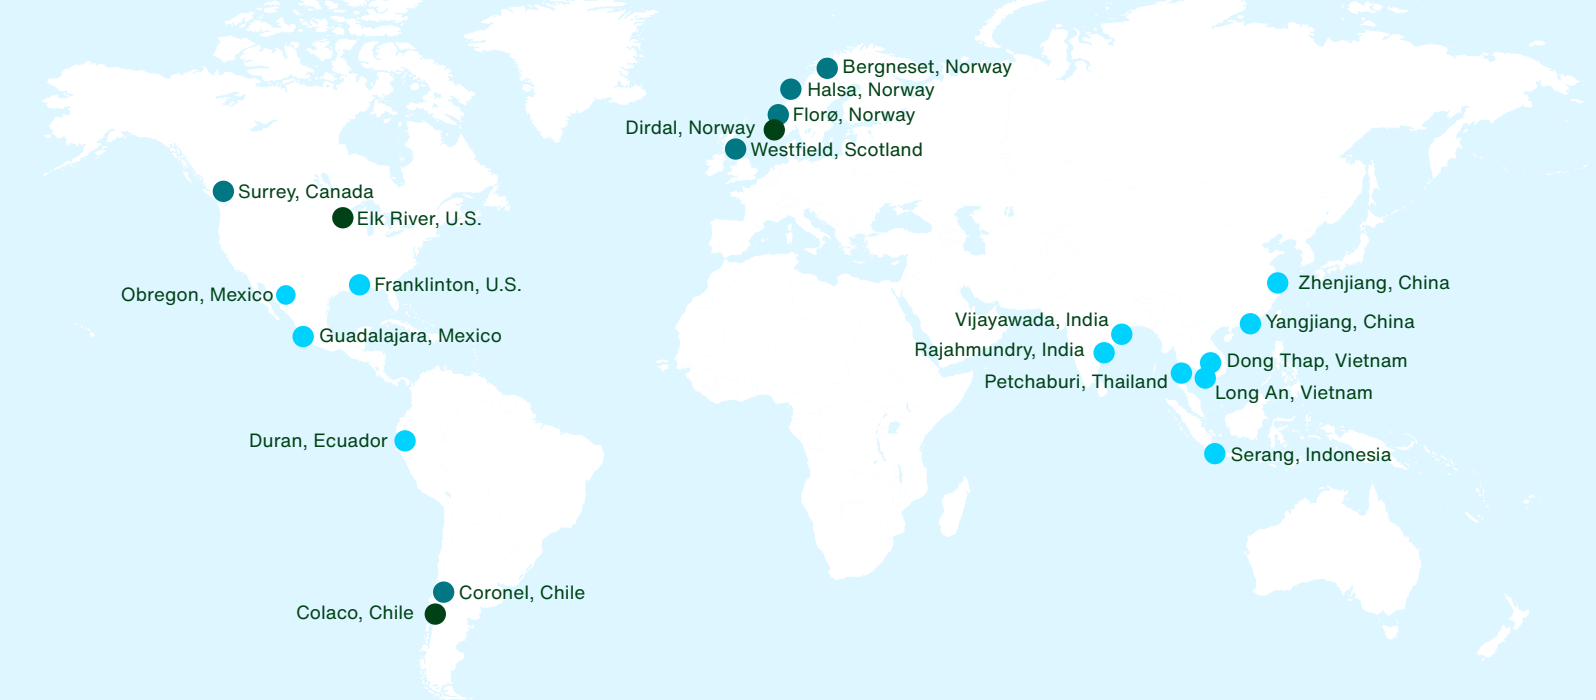 Bergneset, Norway
Halsa, Norway
Florø, Norway
Dirdal, Norway
Westfield, Scotland
Surrey, Canada
Elk River, U.S.
Franklinton, U.S.
Obregon, Mexico
Guadalajara, Mexico
Zhenjiang, China
Vijayawada, India
Yangjiang, China
Rajahmundry, India
Dong Thap, Vietnam
Petchaburi, Thailand
Long An, Vietnam
Duran, Ecuador
Serang, Indonesia
Coronel, Chile
Colaco, Chile